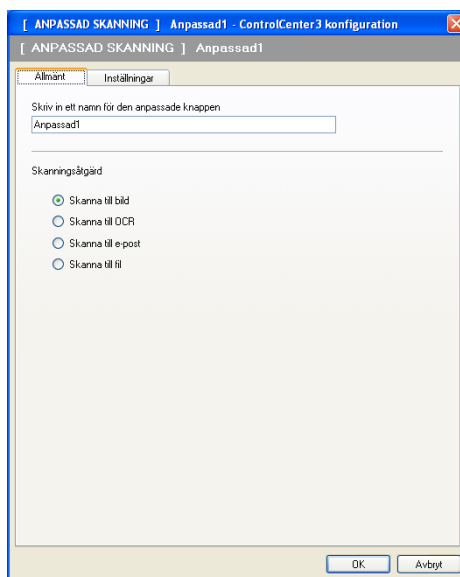 [ ANPASSAD SKANNING ] Anpassad1 - ControlCenter3 konfiguration
[ ANPASSAD SKANNING ] Anpassad1
Allmänt Inställningar
Skriv in ett namn för den anpassade knappen
Anpassad1
Skanningsåtgärd
Skanna till bild
Skanna till OCR
Skanna till e-post
Skanna till fil
OK Avbryt